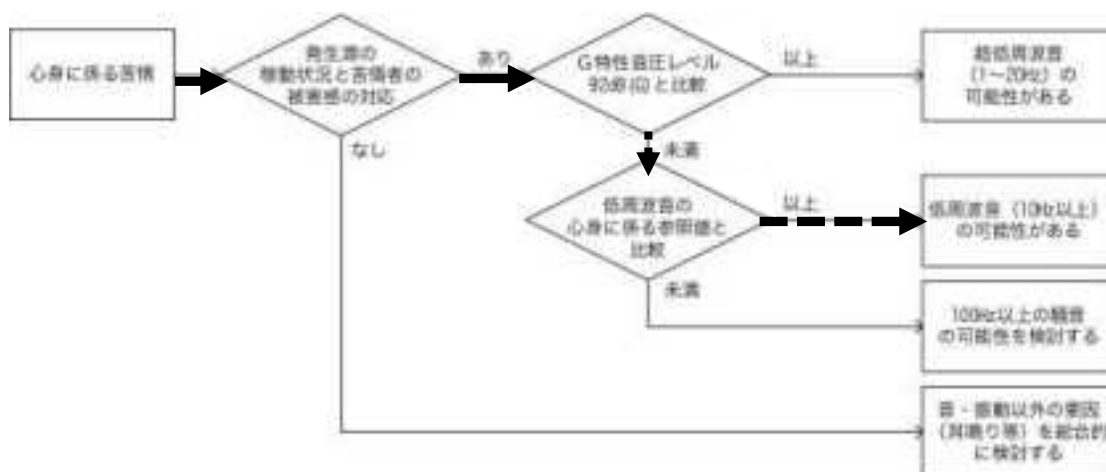 心身に係る苦情
発生源の
稼動状況と苦情者の
被害感の対応
あり
G特性音圧レベル
92dB(G)と比較
以上
超低周波音
(1~20Hz)の
可能性がある
なし
未満
低周波音の
心身に係る参照値と
比較
以上
低周波音(10Hz以上)
の可能性がある
未満
100Hz以上の騒音
の可能性を検討する
音・振動以外の要因
(耳鳴り等)を総合的
に検討する